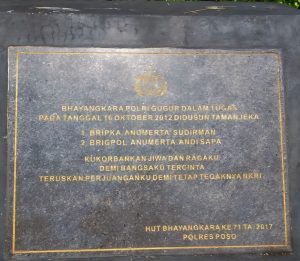 BHAYANGKARA POLRI GUGUR DALAM TUGAS
PADA TANGGAL 16 OKTOBER 2012 DIDUSUN TAMANJEKA
1. BRIPKA ANUMERTA SUDIRMAN
2. BRIGPOL ANUMERTA ANDI SAPA
KUKORBANKAN JIWA DAN RAGAKU
DEMI BANGSAKU TERCINTA
TERUSKAN PERJUANGANKU DEMI TETAP TEGAKNYA NKRI
HUT BHAYANGKARA KE 71 TA. 2017
POLRES POSO